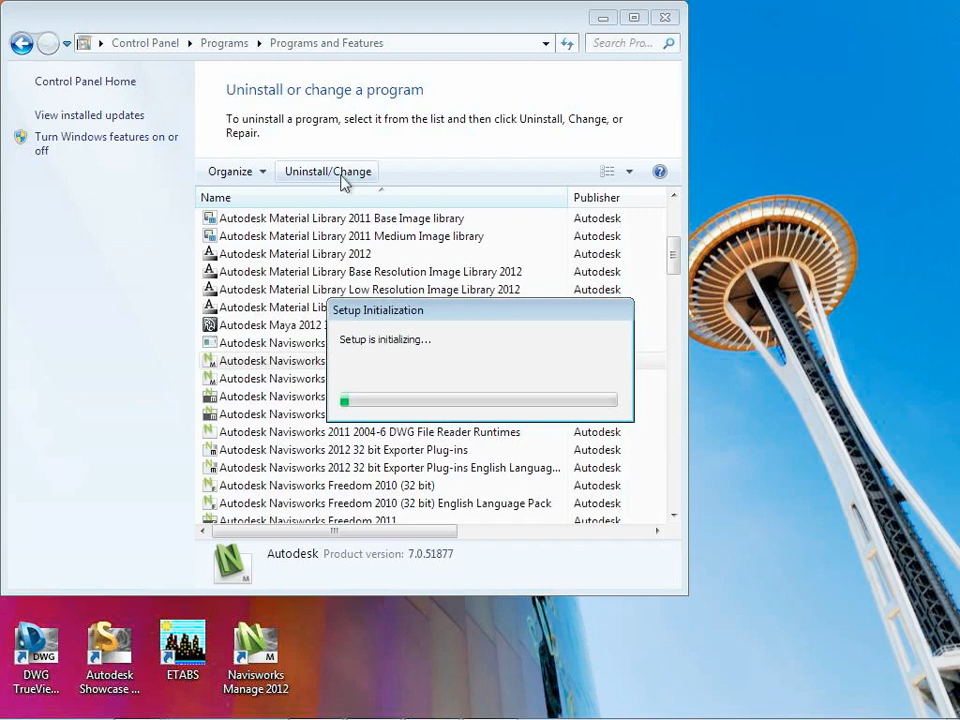 Control Panel
Programs
Programs and Features
Search Pro...
Control Panel Home
View installed updates
Turn Windows features on or
off
Uninstall or change a program
To uninstall a program, select it from the list and then click Uninstall, Change, or
Repair.
Organize
Uninstall/Change
Name
Publisher
Autodesk Material Library 2011 Base Image library
Autodesk
Autodesk Material Library 2011 Medium Image library
Autodesk
Autodesk Material Library 2012
Autodesk
Autodesk Material Library Base Resolution Image Library 2012
Autodesk
Autodesk Material Library Low Resolution Image Library 2012
Autodesk
Autodesk Material Lib
Autodesk Maya 2012
Autodesk Navisworks
Autodesk Navisworks
Autodesk Navisworks
Autodesk Navisworks
Autodesk Navisworks
Setup Initialization
Setup is initializing...
Autodesk Navisworks 2011 2004-6 DWG File Reader Runtimes
Autodesk
Autodesk Navisworks 2012 32 bit Exporter Plug-ins
Autodesk
Autodesk Navisworks 2012 32 bit Exporter Plug-ins English Languag...
Autodesk
Autodesk Navisworks Freedom 2010 (32 bit)
Autodesk
Autodesk Navisworks Freedom 2010 (32 bit) English Language Pack
Autodesk
Autodesk Navisworks Freedom 2011
Autodesk
Autodesk Product version: 7.0.51877
DWG
DWG
TrueVie...
Autodesk
Showcase ...
ETABS
Navisworks
Manage 2012